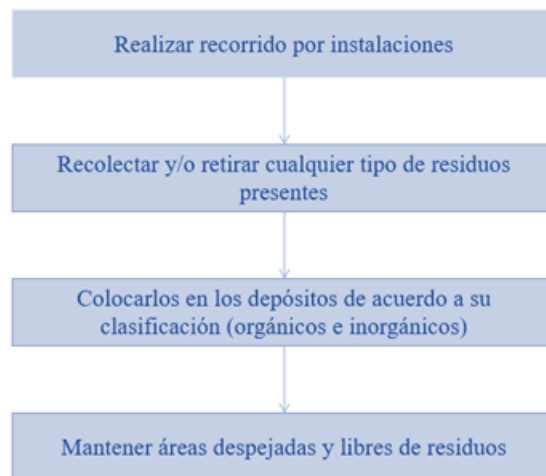 Realizar recorrido por instalaciones
Recolectar y/o retirar cualquier tipo de residuos
presentes
Colocarlos en los depósitos de acuerdo a su
clasificación (orgánicos e inorgánicos)
Mantener áreas despejadas y libres de residuos